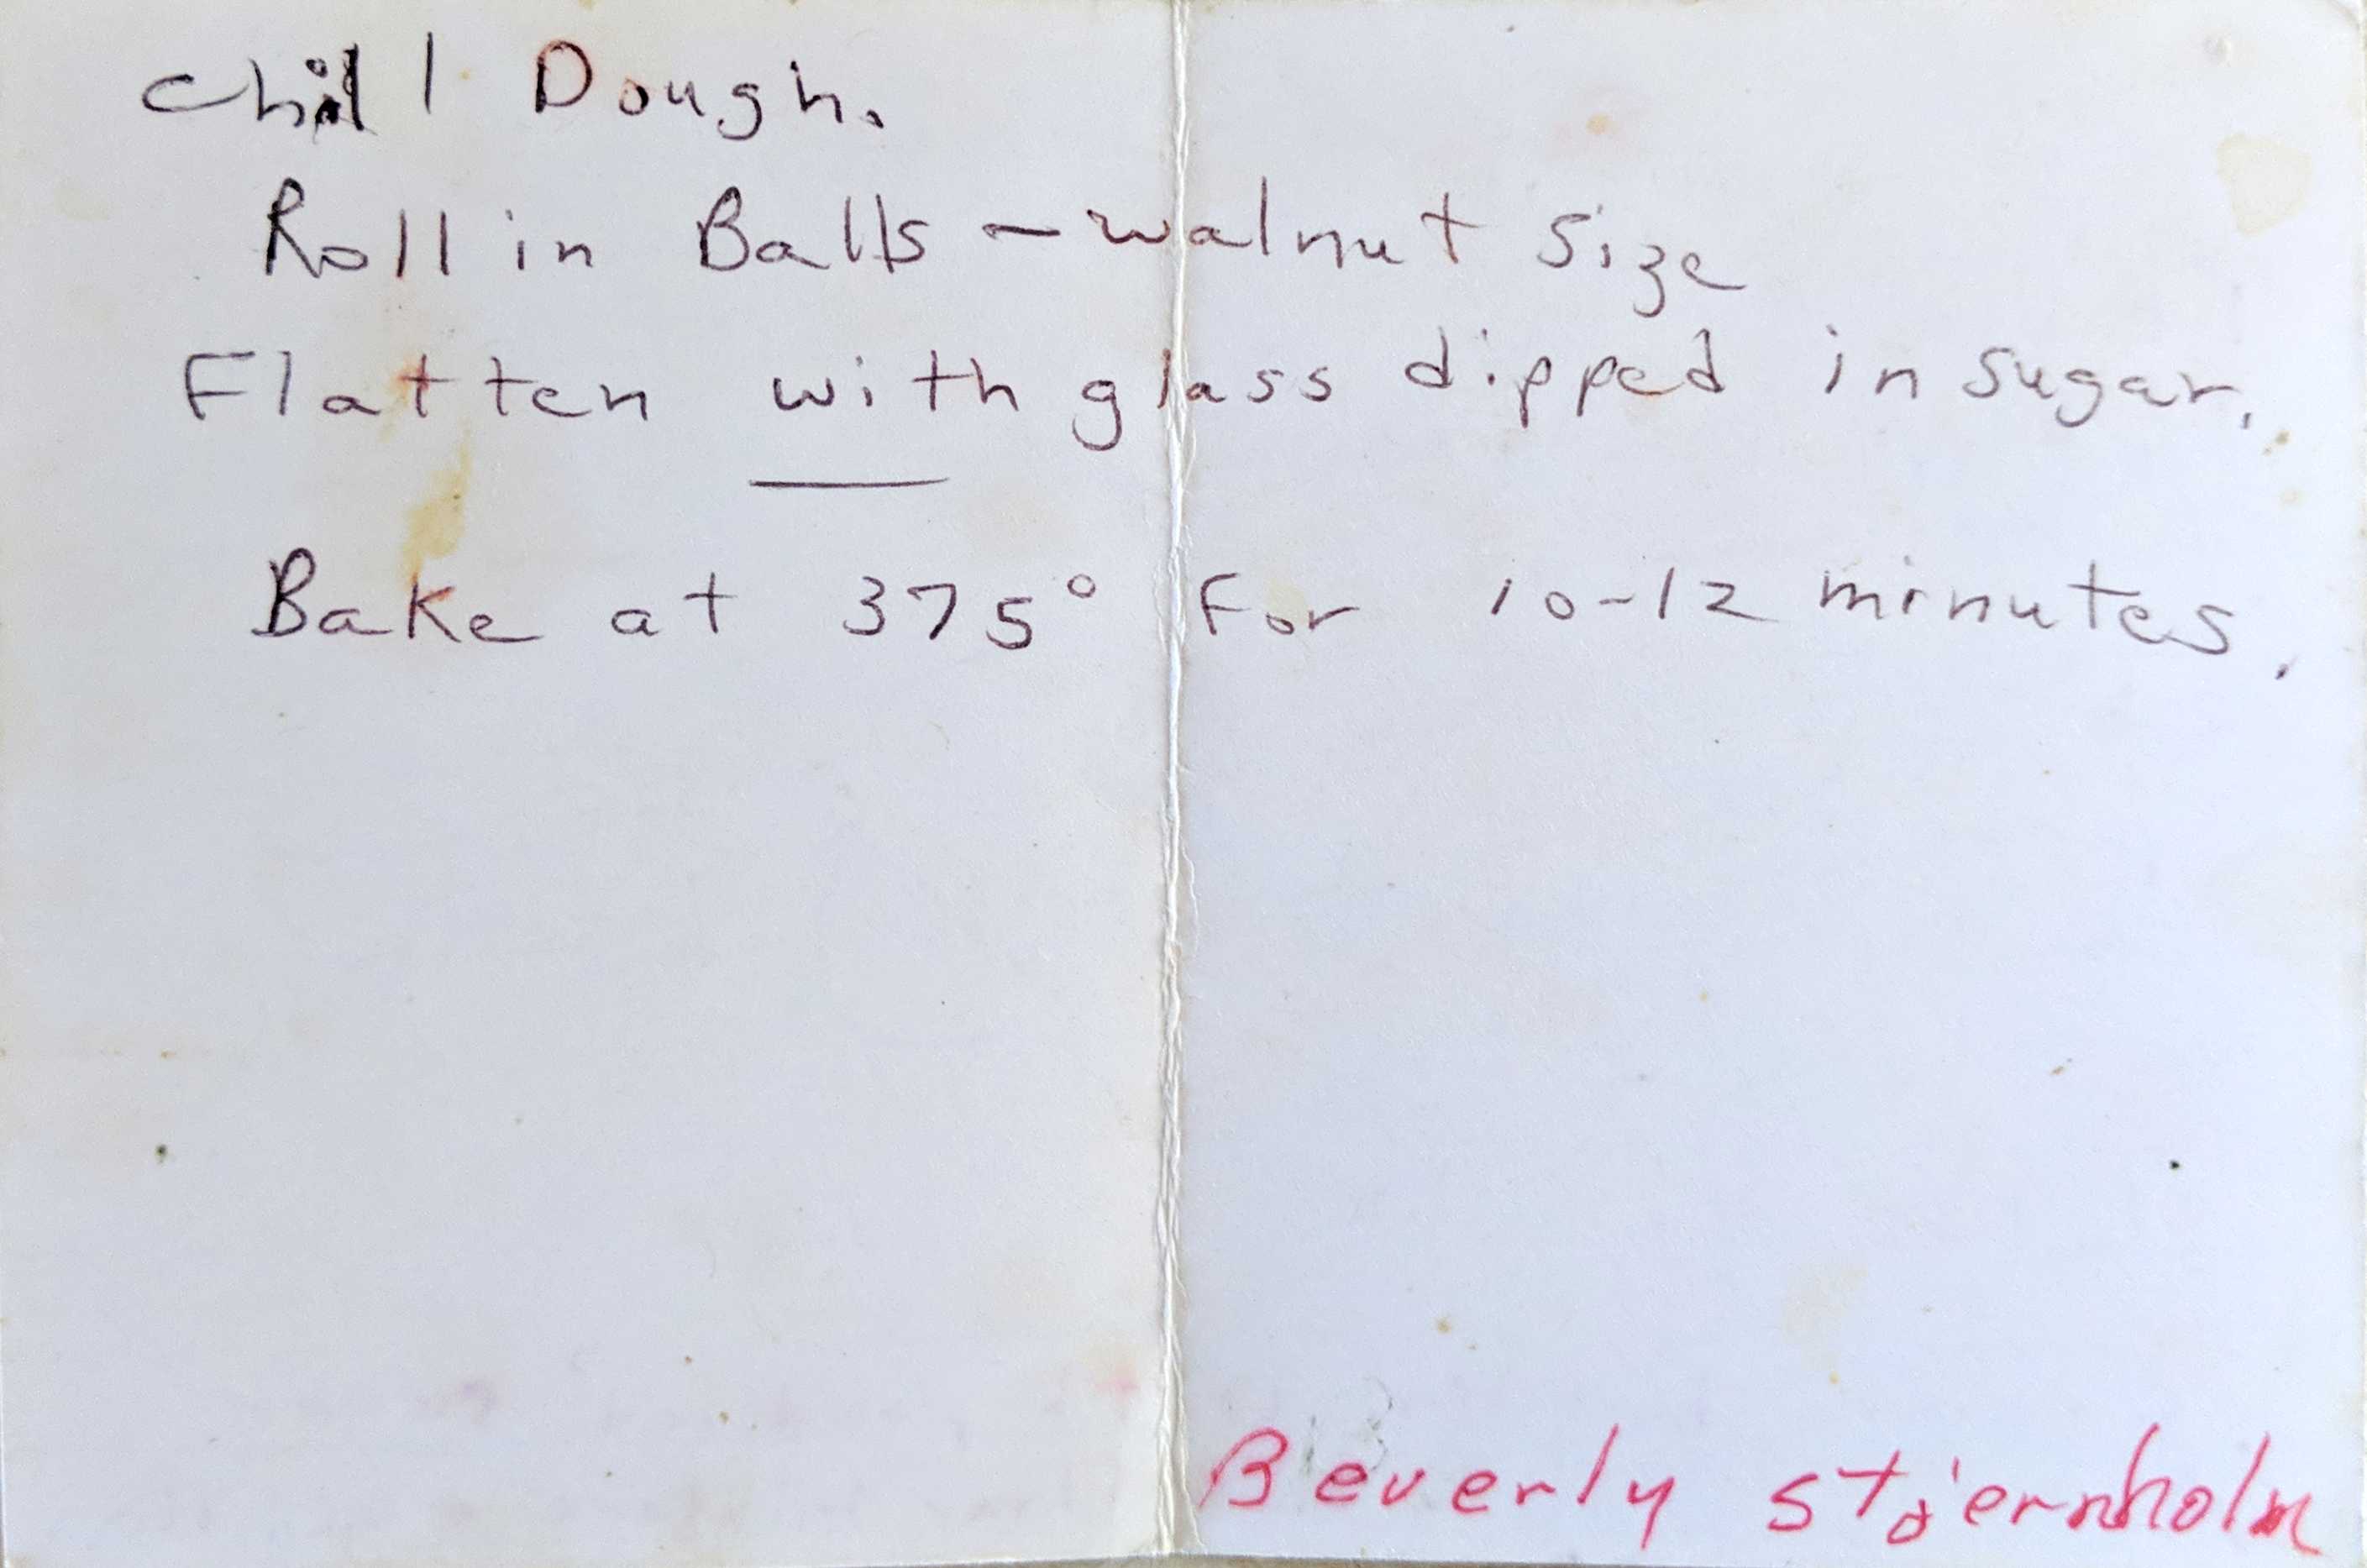 Chill Dough.
Roll in Balls - walnut size
Flatten with glass dipped in sugar.
Bake at 375° For 10-12 minutes.
Beverly Stjernholm